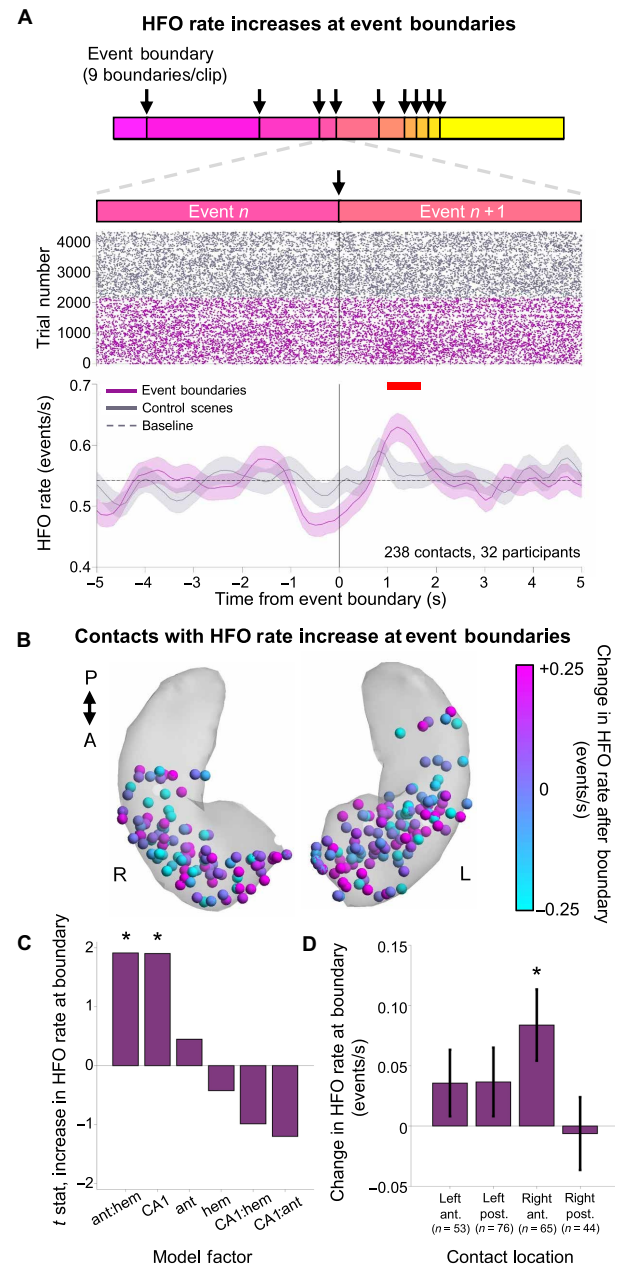 A
HFO rate increases at event boundaries
Event boundary
(9 boundaries/clip)
Event n
Event n + 1
Trial number
4000
3000
2000
1000
0
HFO rate (events/s)
0.7
0.6
0.5
0.4
Event boundaries
Control scenes
Baseline
238 contacts, 32 participants
−5
−4
−3
−2
−1
0
1
2
3
4
5
Time from event boundary (s)
B
Contacts with HFO rate increase at event boundaries
P
A
R
L
+0.25
0
−0.25
Change in HFO rate after boundary
(events/s)
C
t stat, increase in HFO rate at boundary
2
1
0
−1
−2
*
*
ant:hem
CA1
ant
hem
CA1:hem
CA1:ant
Model factor
D
Change in HFO rate at boundary
(events/s)
0.15
0.10
0.05
0
−0.05
*
Left
ant.
(n = 53)
Left
post.
(n = 76)
Right
ant.
(n = 65)
Right
post.
(n = 44)
Contact location